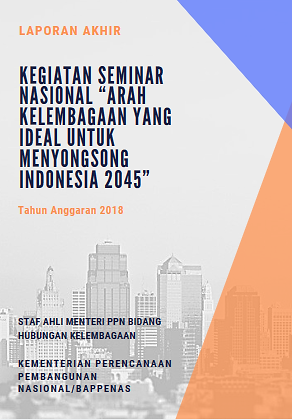 LAPORAN AKHIR
KEGIATAN SEMINAR
NASIONAL “ARAH
KELEMBAGAAN YANG
IDEAL UNTUK
MENYONGSONG
INDONESIA 2045”
Tahun Anggaran 2018
STAF AHLI MENTERI PPN BIDANG
HUBUNGAN KELEMBAGAAN
KEMENTERIAN PERENCANAAN
PEMBANGUNAN
NASIONAL/BAPPENAS